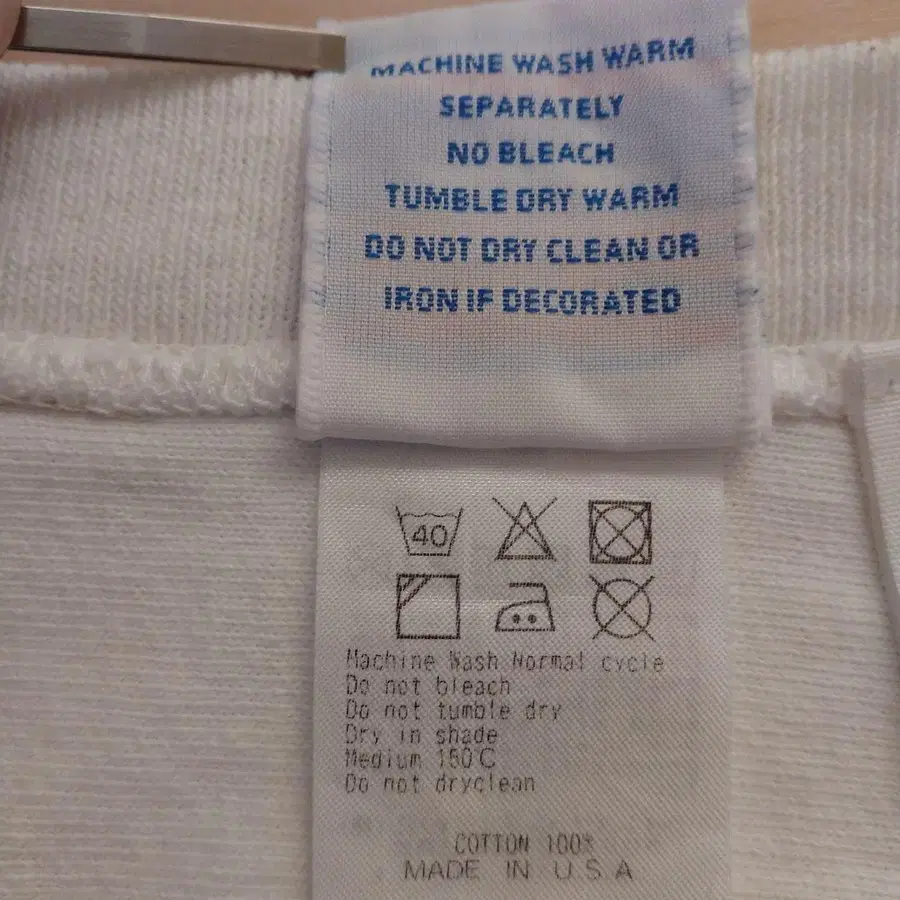 MACHINE WASH WARM
SEPARATELY
NO BLEACH
TUMBLE DRY WARM
DO NOT DRY CLEAN OR
IRON IF DECORATED
40
Machine Wash Normal cycle
Do not bleach
Do not tumble dry
Dry in shade
Medium 150℃
Do not dryclean
COTTON 100%
MADE IN U.S.A